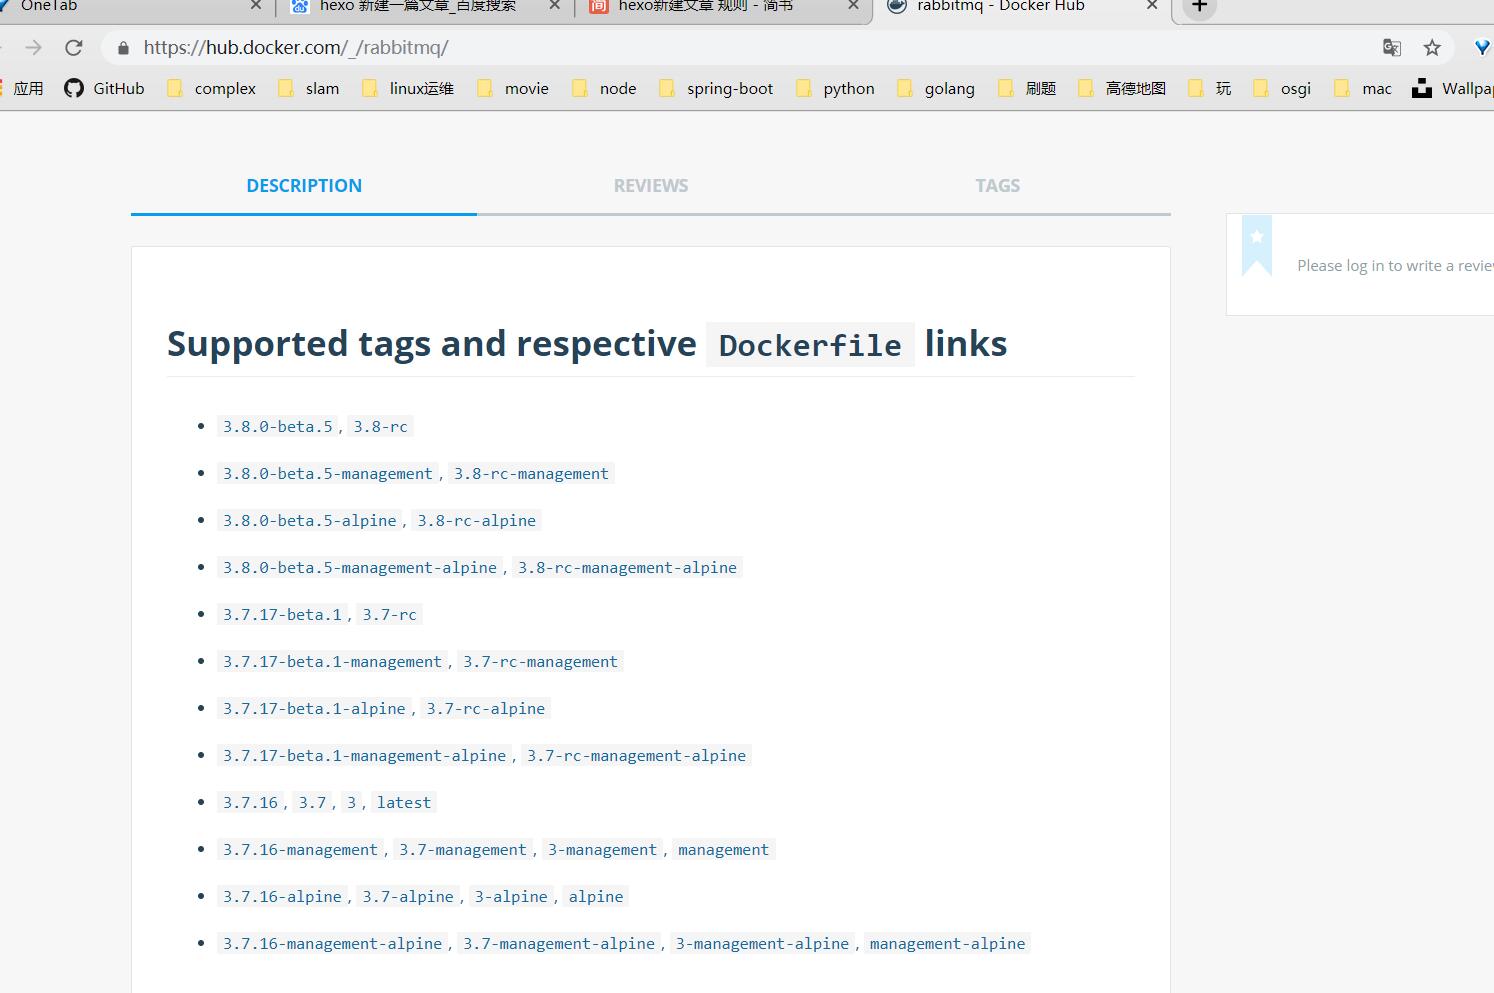 OneTab
hexo 新建一篇文章_百度搜索
hexo新建文章 规则 - 简书
rabbitmq - Docker Hub
https://hub.docker.com/_/rabbitmq/
应用 GitHub complex slam linux运维 movie node spring-boot python golang 刷题 高德地图 玩 osgi mac Wallpap
DESCRIPTION REVIEWS TAGS
Please log in to write a review
Supported tags and respective Dockerfile links
• 3.8.0-beta.5, 3.8-rc
• 3.8.0-beta.5-management, 3.8-rc-management
• 3.8.0-beta.5-alpine, 3.8-rc-alpine
• 3.8.0-beta.5-management-alpine, 3.8-rc-management-alpine
• 3.7.17-beta.1, 3.7-rc
• 3.7.17-beta.1-management, 3.7-rc-management
• 3.7.17-beta.1-alpine, 3.7-rc-alpine
• 3.7.17-beta.1-management-alpine, 3.7-rc-management-alpine
• 3.7.16, 3.7, 3, latest
• 3.7.16-management, 3.7-management, 3-management, management
• 3.7.16-alpine, 3.7-alpine, 3-alpine, alpine
• 3.7.16-management-alpine, 3.7-management-alpine, 3-management-alpine, management-alpine